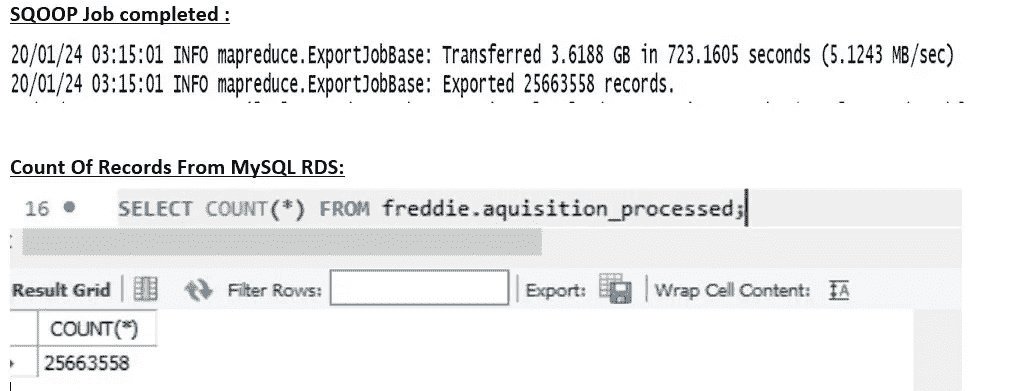 SQOOP Job completed :
20/01/24 03:15:01 INFO mapreduce.ExportJobBase: Transferred 3.6188 GB in 723.1605 seconds (5.1243 MB/sec)
20/01/24 03:15:01 INFO mapreduce.ExportJobBase: Exported 25663558 records.
Count Of Records From MySQL RDS:
16 SELECT COUNT(*) FROM freddie.aquisition_processed;
Result Grid Filter Rows: Export: Wrap Cell Content: IA
COUNT(*)
25663558